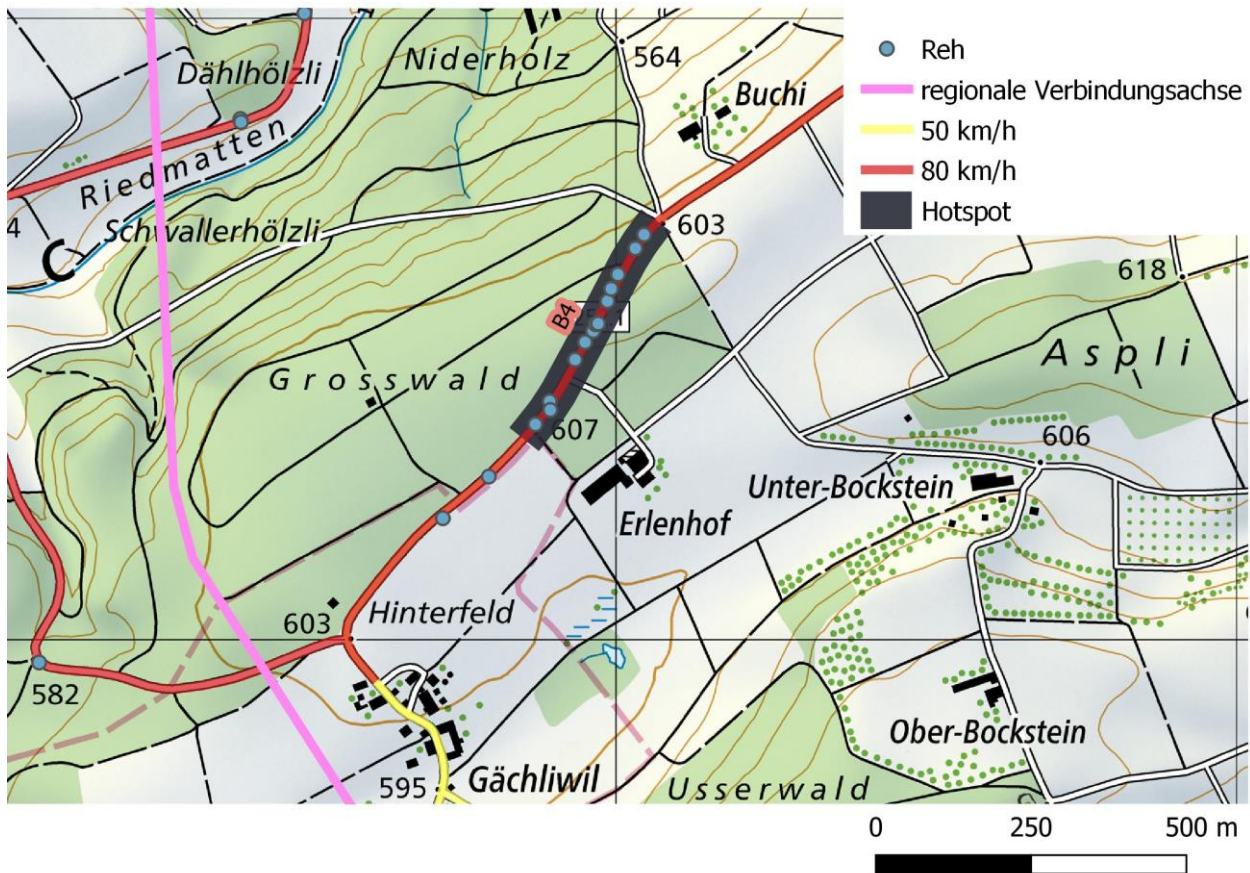 Dählhölzli
Niderholz
564
Buchi
Reh
regionale Verbindungsachse
50 km/h
80 km/h
Hotspot
Riedmatten
4
Schwallerhölzli
C
603
618
B4
Aspli
Grosswald
607
606
Unter-Bockstein
Erlenhof
Hinterfeld
603
582
Ober-Bockstein
595
Gächliwil
Usserwald
0 250 500 m